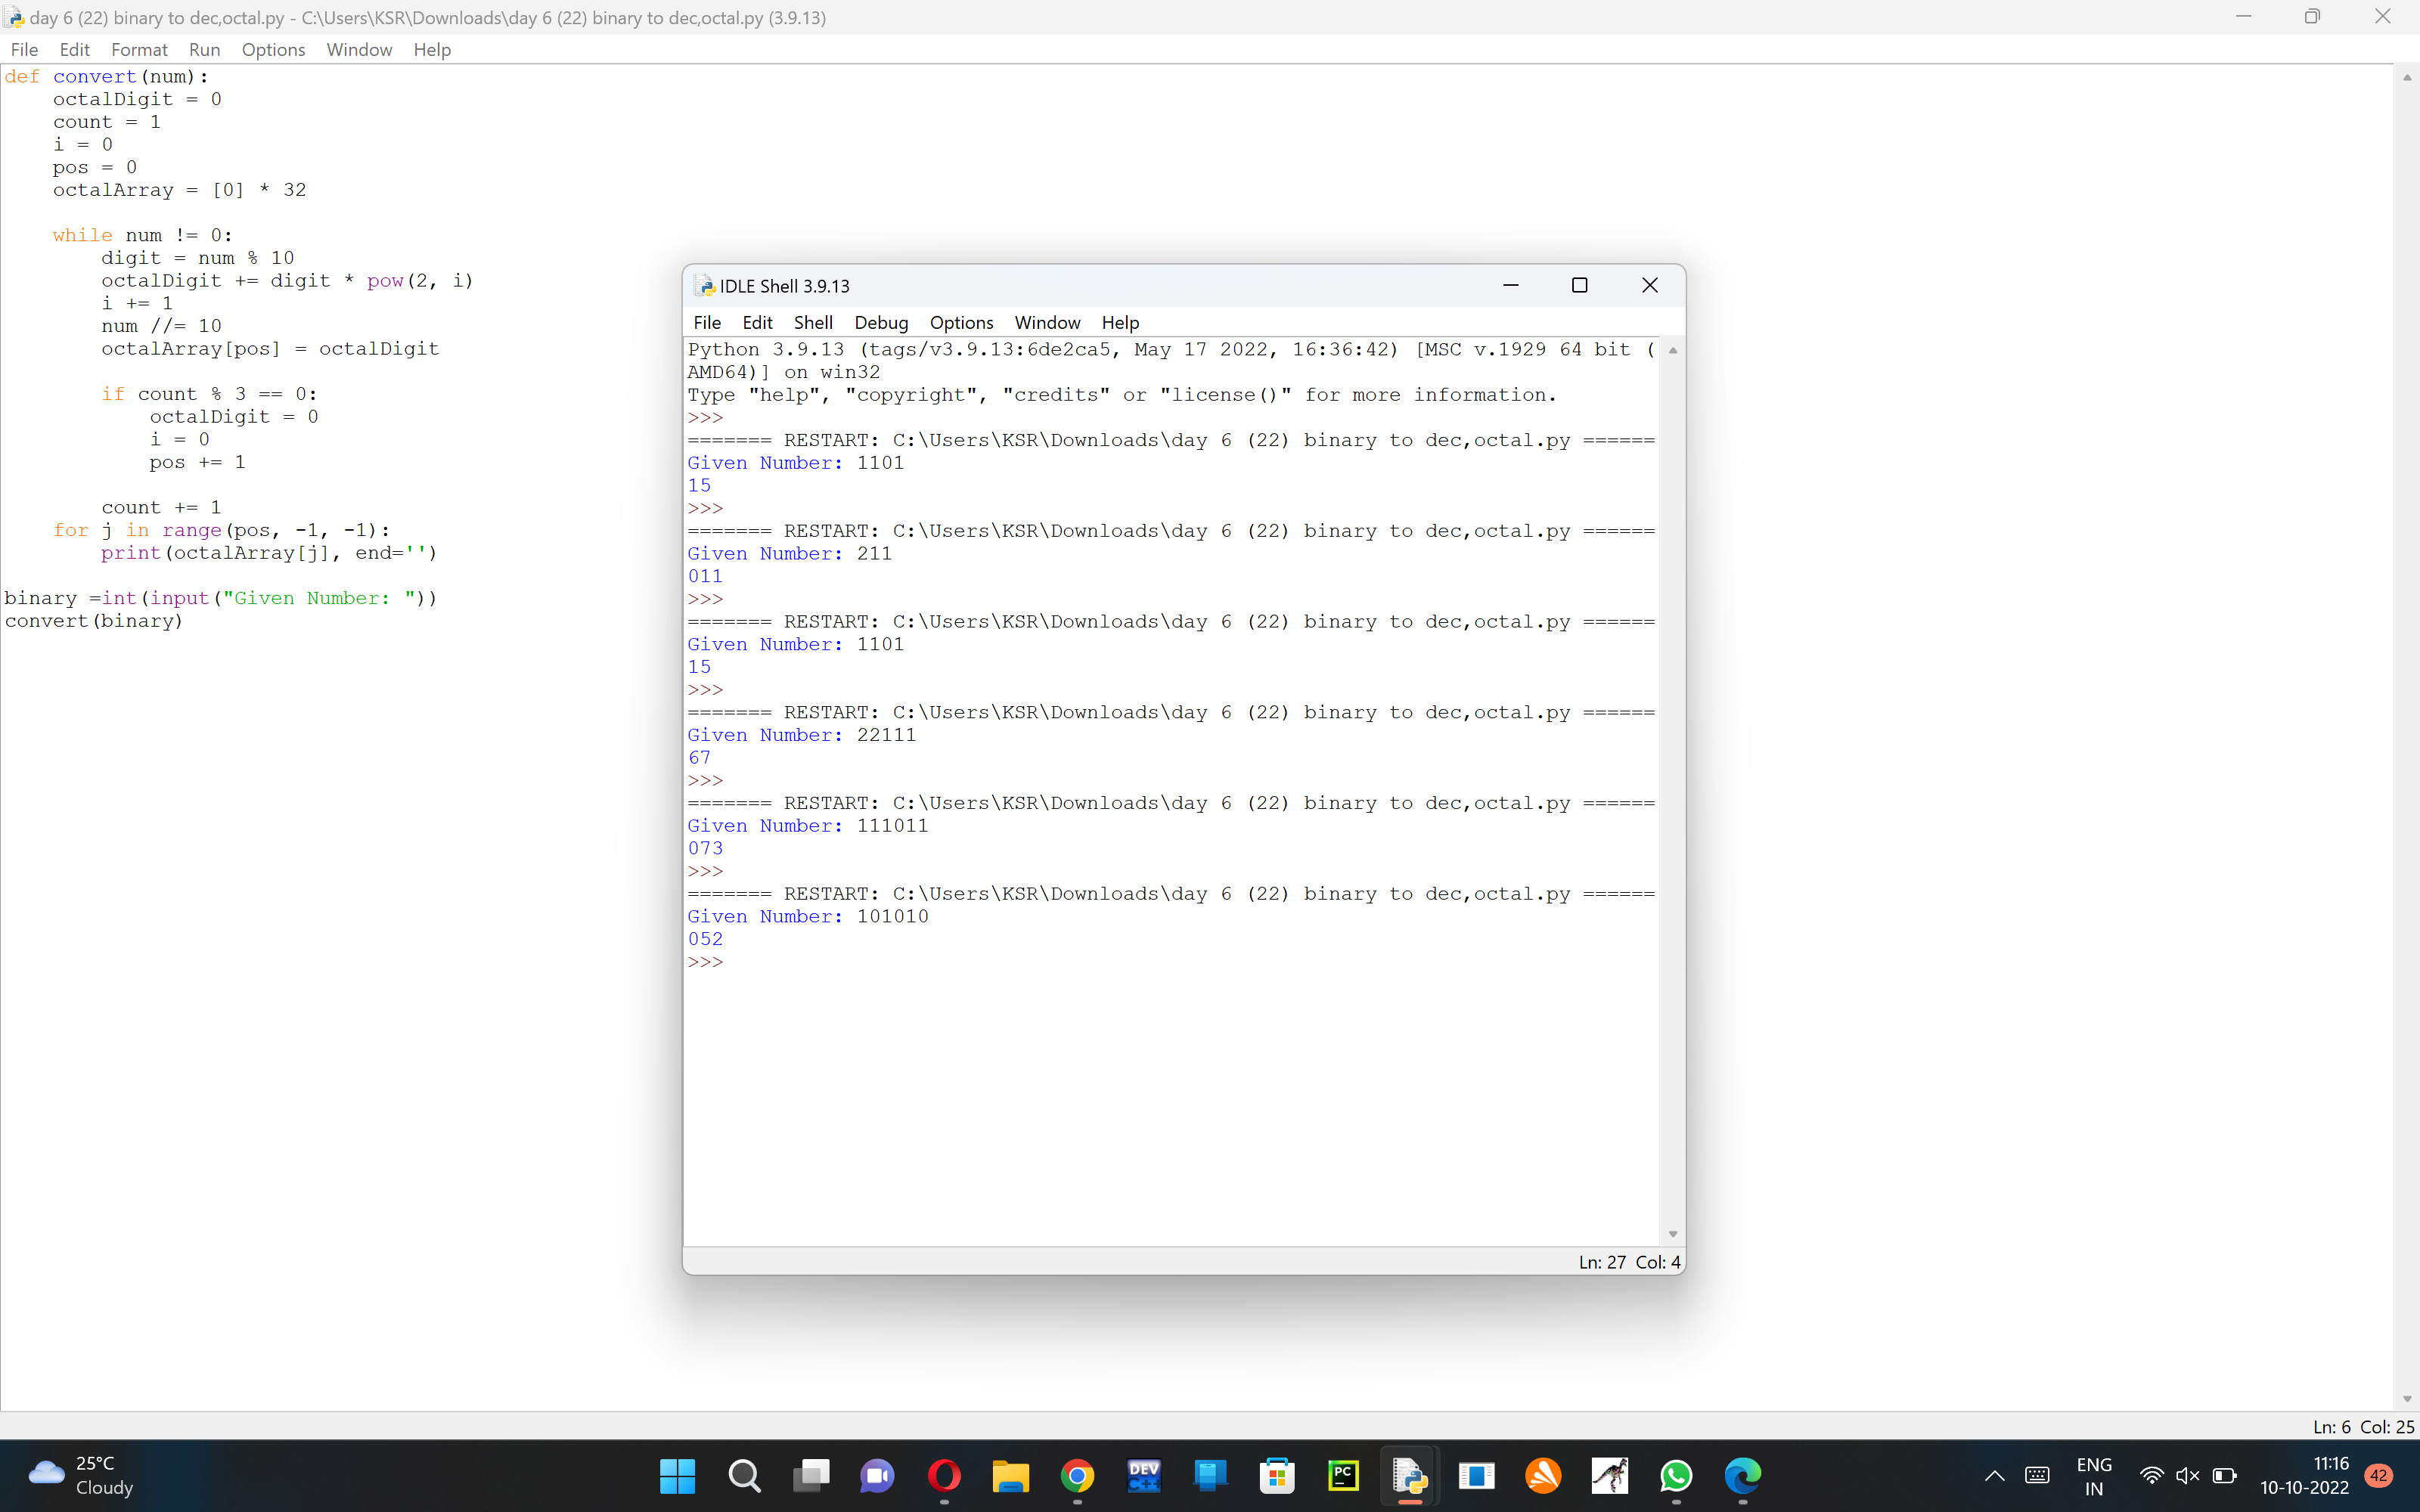 day 6 (22) binary to dec,octal.py - C:\Users\KSR\Downloads\day 6 (22) binary to dec,octal.py (3.9.13)
File Edit Format Run Options Window Help
def convert(num):
    octalDigit = 0
    count = 1
    i = 0
    pos = 0
    octalArray = [0] * 32
    while num != 0:
        digit = num % 10
        octalDigit += digit * pow(2, i)
        i += 1
        num //= 10
        octalArray[pos] = octalDigit
        if count % 3 == 0:
            octalDigit = 0
            i = 0
            pos += 1
        count += 1
    for j in range(pos, -1, -1):
        print(octalArray[j], end='')
binary =int(input("Given Number: "))
convert(binary)
IDLE Shell 3.9.13
File Edit Shell Debug Options Window Help
Python 3.9.13 (tags/v3.9.13:6de2ca5, May 17 2022, 16:36:42) [MSC v.1929 64 bit (
AMD64)] on win32
Type "help", "copyright", "credits" or "license()" for more information.
>>>
======= RESTART: C:\Users\KSR\Downloads\day 6 (22) binary to dec,octal.py ======
Given Number: 1101
15
>>>
======= RESTART: C:\Users\KSR\Downloads\day 6 (22) binary to dec,octal.py ======
Given Number: 211
011
>>>
======= RESTART: C:\Users\KSR\Downloads\day 6 (22) binary to dec,octal.py ======
Given Number: 1101
15
>>>
======= RESTART: C:\Users\KSR\Downloads\day 6 (22) binary to dec,octal.py ======
Given Number: 22111
67
>>>
======= RESTART: C:\Users\KSR\Downloads\day 6 (22) binary to dec,octal.py ======
Given Number: 111011
073
>>>
======= RESTART: C:\Users\KSR\Downloads\day 6 (22) binary to dec,octal.py ======
Given Number: 101010
052
>>>
Ln: 27 Col: 4
Ln: 6 Col: 25
25°C
Cloudy
DEV
C++
PC
ENG
IN
11:16
10-10-2022
42